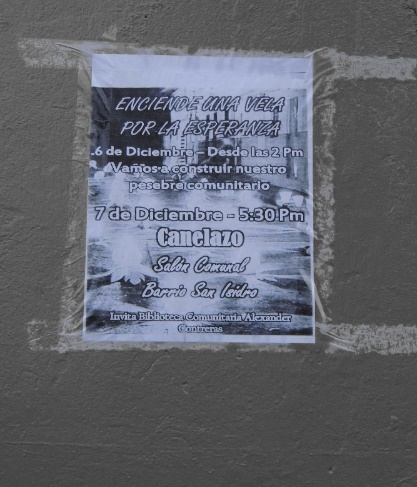 ENCIENDE UNA VELA
POR LA ESPERANZA
.6 de Diciembre - Desde las 2 Pm
Vamos a construir nuestro
pesebre comunitario
7 de Diciembre - 5:30 Pm
Canelazo
Salón Comunal
Barrio San Isidro
Invita Biblioteca Comunitaria Alexander
Contreras